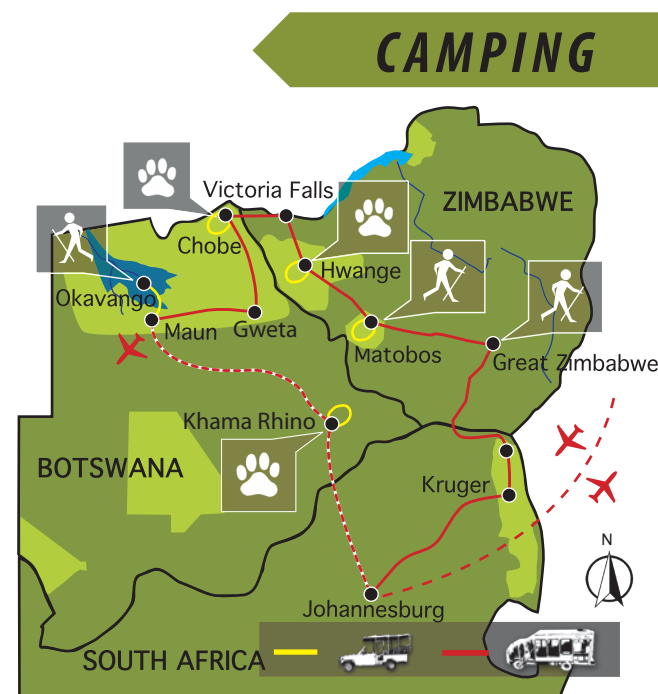 CAMPING
Victoria Falls
ZIMBABWE
Chobe
Hwange
Okavango
Maun
Gweta
Matobos
Great Zimbabwe
Khama Rhino
BOTSWANA
Kruger
N
Johannesburg
SOUTH AFRICA